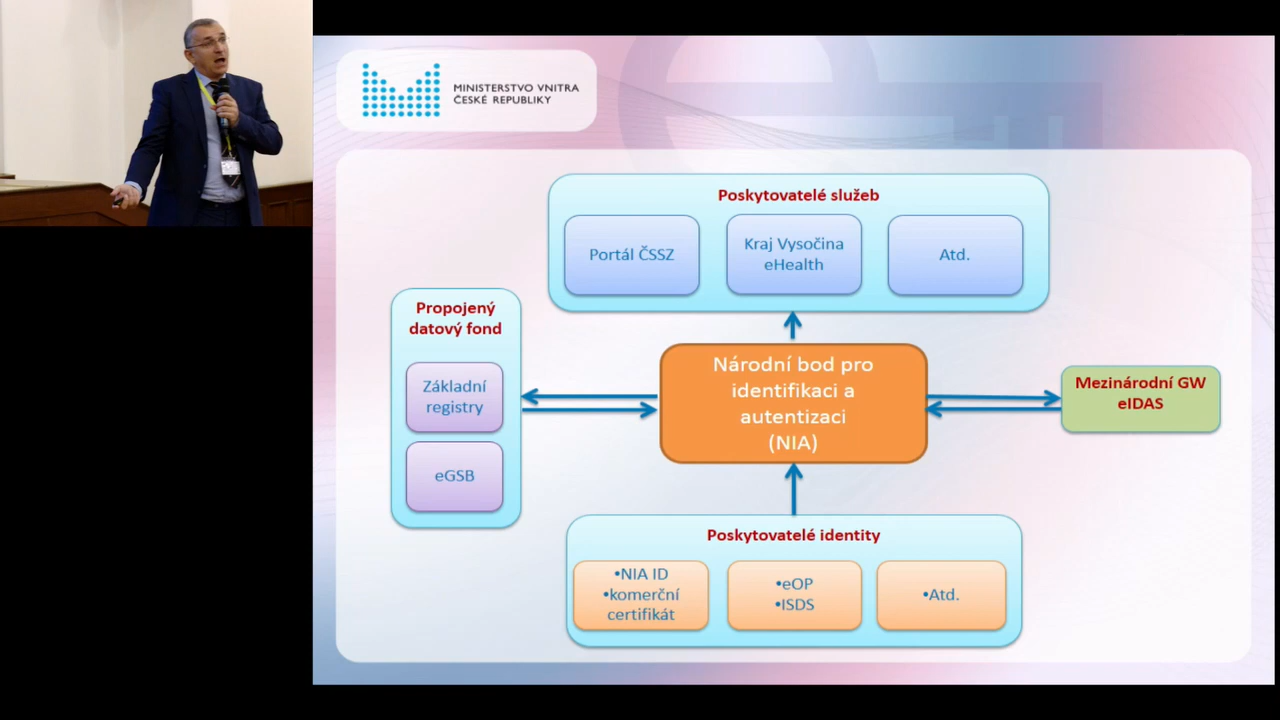 MINISTERSTVO VNITRA
ČESKÉ REPUBLIKY
Poskytovatelé služeb
Portál ČSSZ
Kraj Vysočina
eHealth
Atd.
Propojený
datový fond
Základní
registry
eGSB
Národní bod pro
identifikaci a
autentizaci
(NIA)
Mezinárodní GW
eIDAS
Poskytovatelé identity
•NIA ID
•komerční
certifikát
•eOP
•ISDS
•Atd.